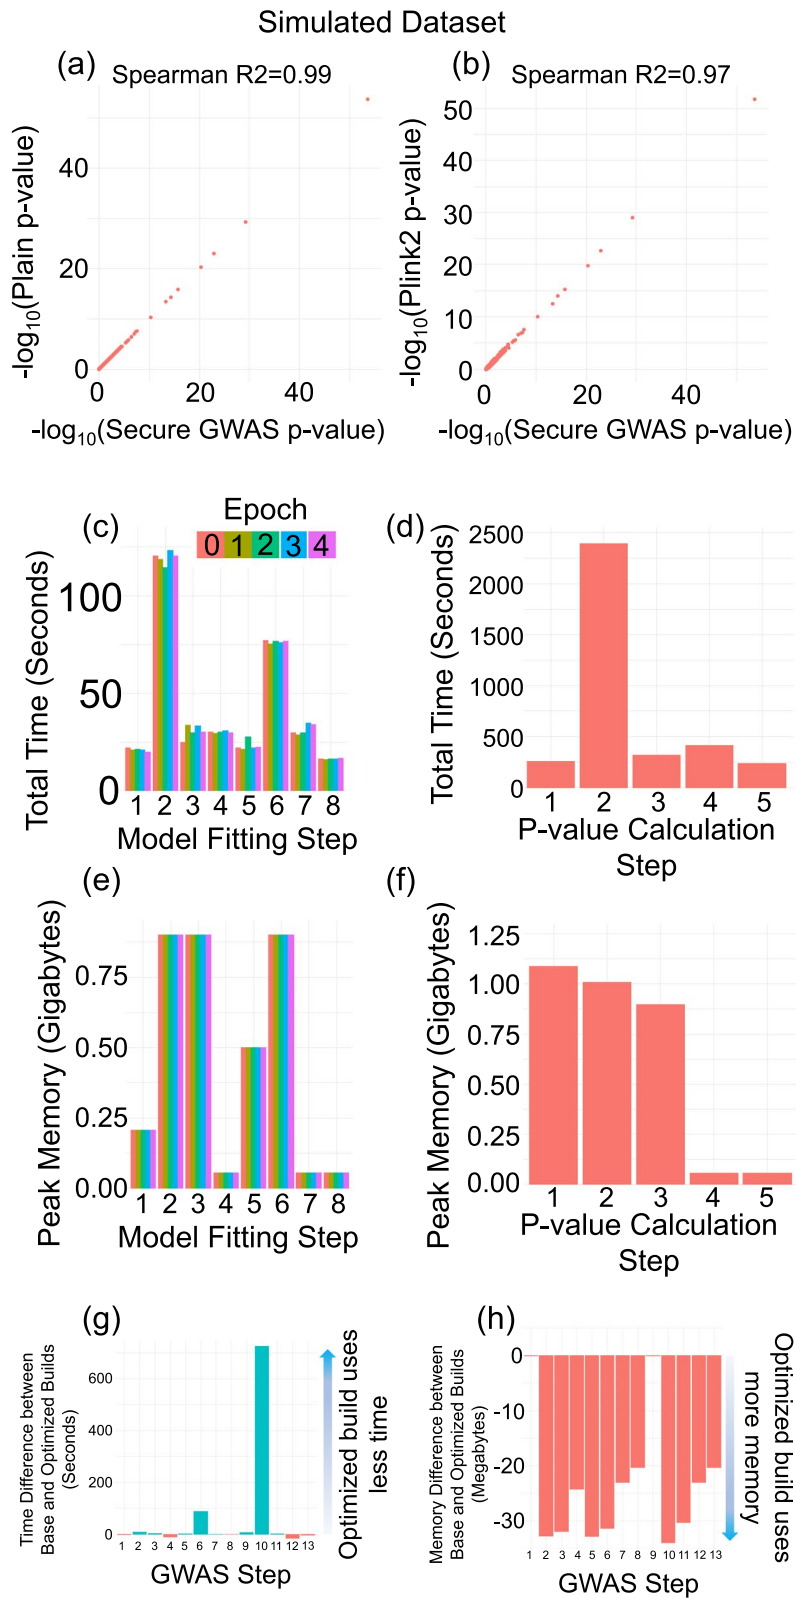 Simulated Dataset
(a)
Spearman R2=0.99
-log10(Plain p-value)
40
20
0
0
20
40
-log10(Secure GWAS p-value)
(b)
Spearman R2=0.97
-log10(Plink2 p-value)
50
40
30
20
10
0
0
20
40
-log10(Secure GWAS p-value)
(c)
Epoch
0 1 2 3 4
Total Time (Seconds)
100
50
0
1 2 3 4 5 6 7 8
Model Fitting Step
(d)
Total Time (Seconds)
2500
2000
1500
1000
500
0
1 2 3 4 5
P-value Calculation
Step
(e)
Peak Memory (Gigabytes)
0.75
0.50
0.25
0.00
1 2 3 4 5 6 7 8
Model Fitting Step
(f)
Peak Memory (Gigabytes)
1.25
1.00
0.75
0.50
0.25
0.00
1 2 3 4 5
P-value Calculation
Step
(g)
Time Difference between
Base and Optimized Builds
(Seconds)
600
400
200
0
1 2 3 4 5 6 7 8 9 10 11 12 13
GWAS Step
Optimized build uses
less time
(h)
Memory Difference between
Base and Optimized Builds
(Megabytes)
0
-10
-20
-30
1 2 3 4 5 6 7 8 9 10 11 12 13
GWAS Step
Optimized build uses
more memory